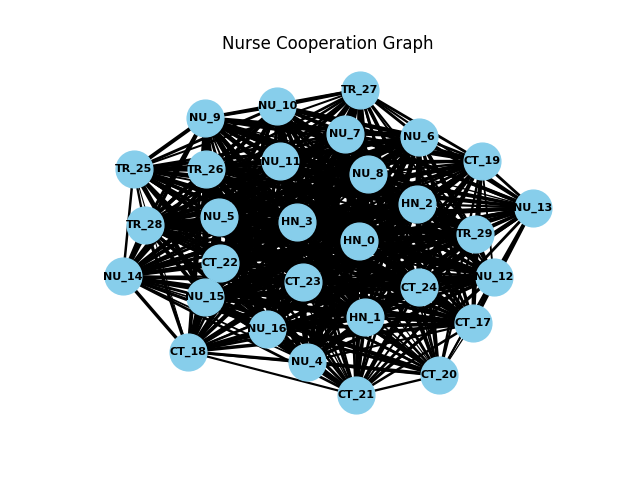 Nurse Cooperation Graph
TR_27
NU_10
NU_9
NU_7
NU_6
NU_11
CT_19
TR_25
TR_26
NU_8
HN_2
NU_13
NU_5
HN_3
TR_28
TR_29
HN_0
CT_22
NU_14
NU_12
CT_23
CT_24
NU_15
HN_1
CT_17
NU_16
CT_18
NU_4
CT_20
CT_21